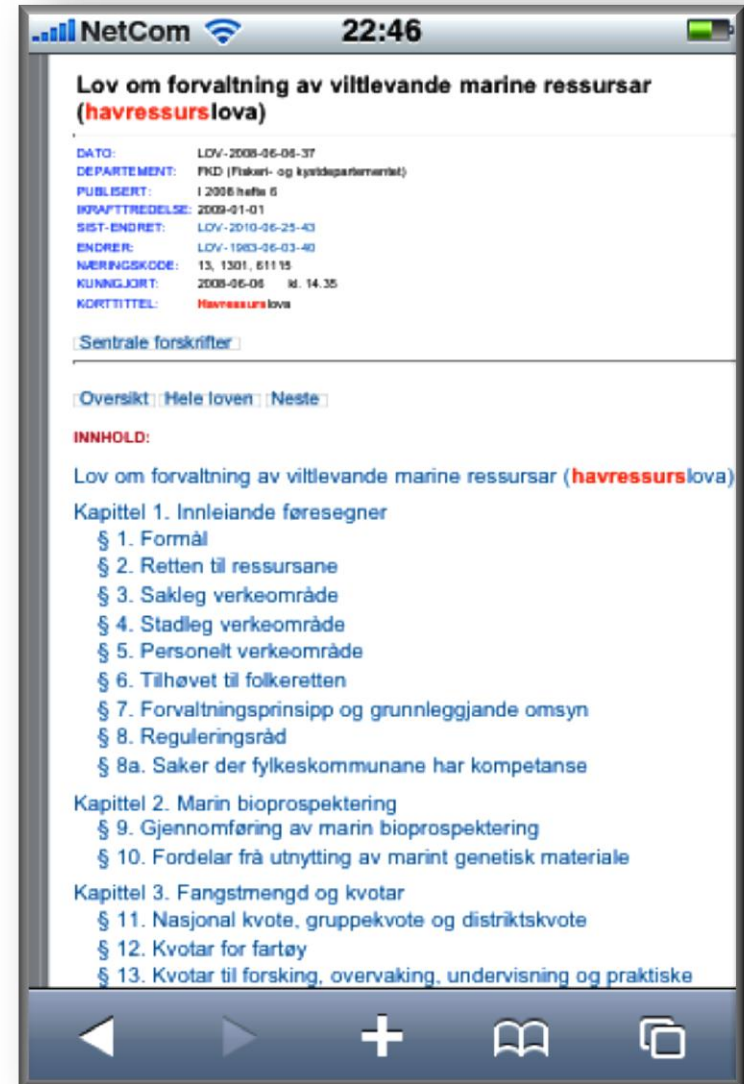 NetCom 22:46
Lov om forvaltning av viltlevande marine ressursar
(havressurslova)
DATO: LOV-2008-06-06-37
DEPARTEMENT: FKD (Fiskeri- og kystdepartementet)
PUBLISERT: I 2008 hefte 6
IKRAFTTREDELSE: 2009-01-01
SIST-ENDRET: LOV-2010-06-25-43
ENDRER: LOV-1983-06-03-40
NÆRINGSKODE: 13, 1301, 61115
KUNNGJORT: 2008-06-06 kl. 14.35
KORTTITTEL: Havressurslova
Sentrale forskrifter
Oversikt Hele loven Neste
INNHOLD:
Lov om forvaltning av viltlevande marine ressursar (havressurslova)
Kapittel 1. Innleiande føresegner
§ 1. Formål
§ 2. Retten til ressursane
§ 3. Sakleg verkeområde
§ 4. Stadleg verkeområde
§ 5. Personelt verkeområde
§ 6. Tilhøvet til folkeretten
§ 7. Forvaltningsprinsipp og grunnleggjande omsyn
§ 8. Reguleringsråd
§ 8a. Saker der fylkeskommunane har kompetanse
Kapittel 2. Marin bioprospektering
§ 9. Gjennomføring av marin bioprospektering
§ 10. Fordelar frå utnytting av marint genetisk materiale
Kapittel 3. Fangstmengd og kvotar
§ 11. Nasjonal kvote, gruppekvote og distriktskvote
§ 12. Kvotar for fartøy
§ 13. Kvotar til forsking, overvaking, undervisning og praktiske